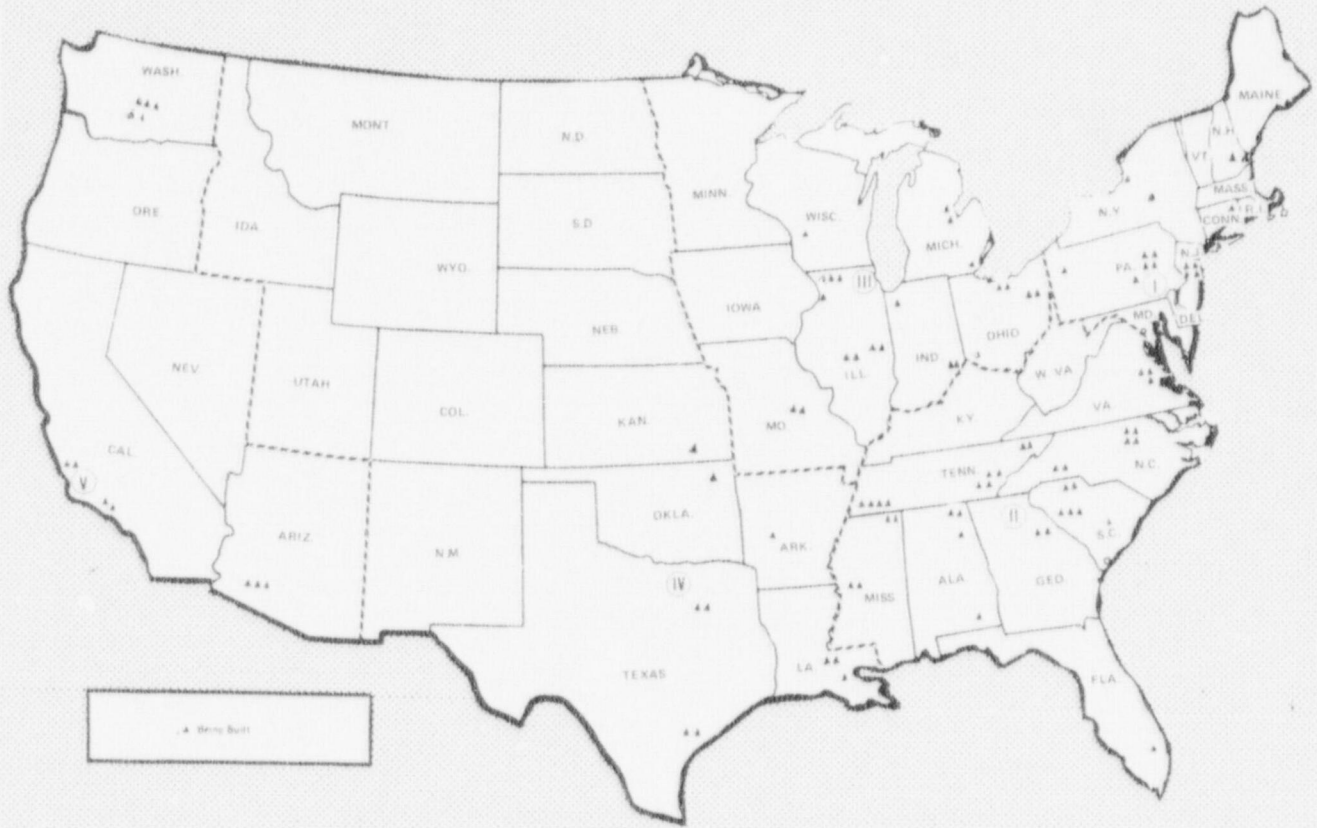 WASH.
MONT
N.D.
MINN.
WISC.
MICH.
MAINE
N.H.
VT.
MASS.
R.I.
CONN.
N.Y.
ORE.
IDA.
S.D.
WYO.
IOWA
III
PA.
I
N.J.
NEB.
ILL.
IND.
OHIO
MD.
DEL
W. VA.
NEV.
UTAH
COL.
KAN.
MO.
KY.
VA.
CAL.
V
ARIZ.
N.M.
OKLA.
ARK.
TENN.
N.C.
II
S.C.
IV
MISS
ALA.
GEO.
TEXAS
LA.
FLA.
Being Built